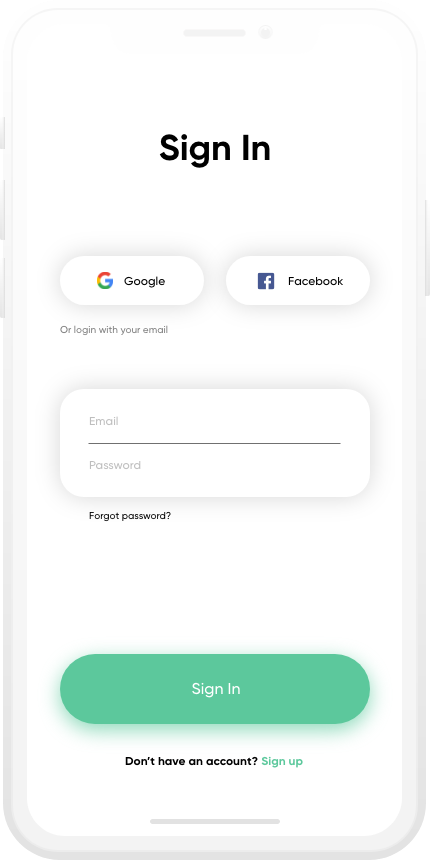 Sign In
Google Facebook
Or login with your email
Email
Password
Forgot password?
Sign In
Don't have an account? Sign up